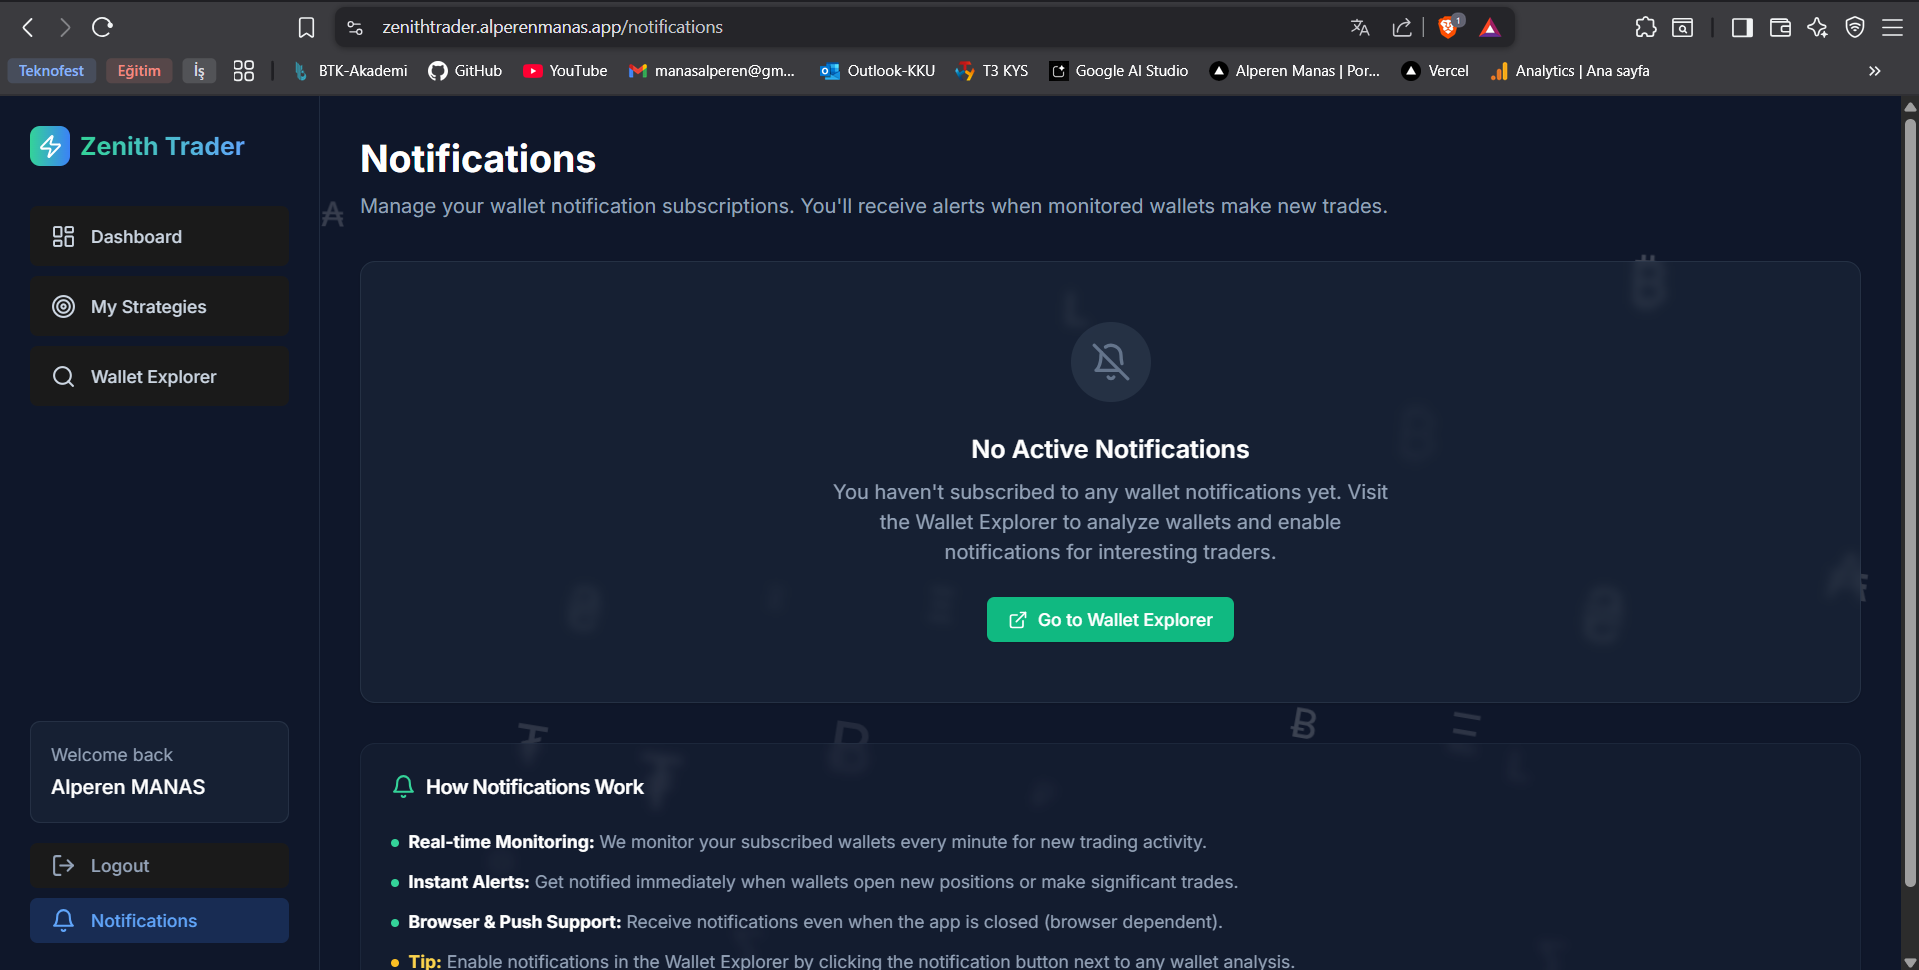 zenithtrader.alperenmanas.app/notifications
1
Teknofest
Eğitim
İş
BTK-Akademi
GitHub
YouTube
manasalperen@gm...
Outlook-KKU
T3 KYS
Google AI Studio
Alperen Manas | Por...
Vercel
Analytics | Ana sayfa
Zenith Trader
Dashboard
My Strategies
Wallet Explorer
Welcome back
Alperen MANAS
Logout
Notifications
Notifications
Manage your wallet notification subscriptions. You'll receive alerts when monitored wallets make new trades.
No Active Notifications
You haven't subscribed to any wallet notifications yet. Visit
the Wallet Explorer to analyze wallets and enable
notifications for interesting traders.
Go to Wallet Explorer
How Notifications Work
Real-time Monitoring: We monitor your subscribed wallets every minute for new trading activity.
Instant Alerts: Get notified immediately when wallets open new positions or make significant trades.
Browser & Push Support: Receive notifications even when the app is closed (browser dependent).
Tip: Enable notifications in the Wallet Explorer by clicking the notification button next to any wallet analysis.